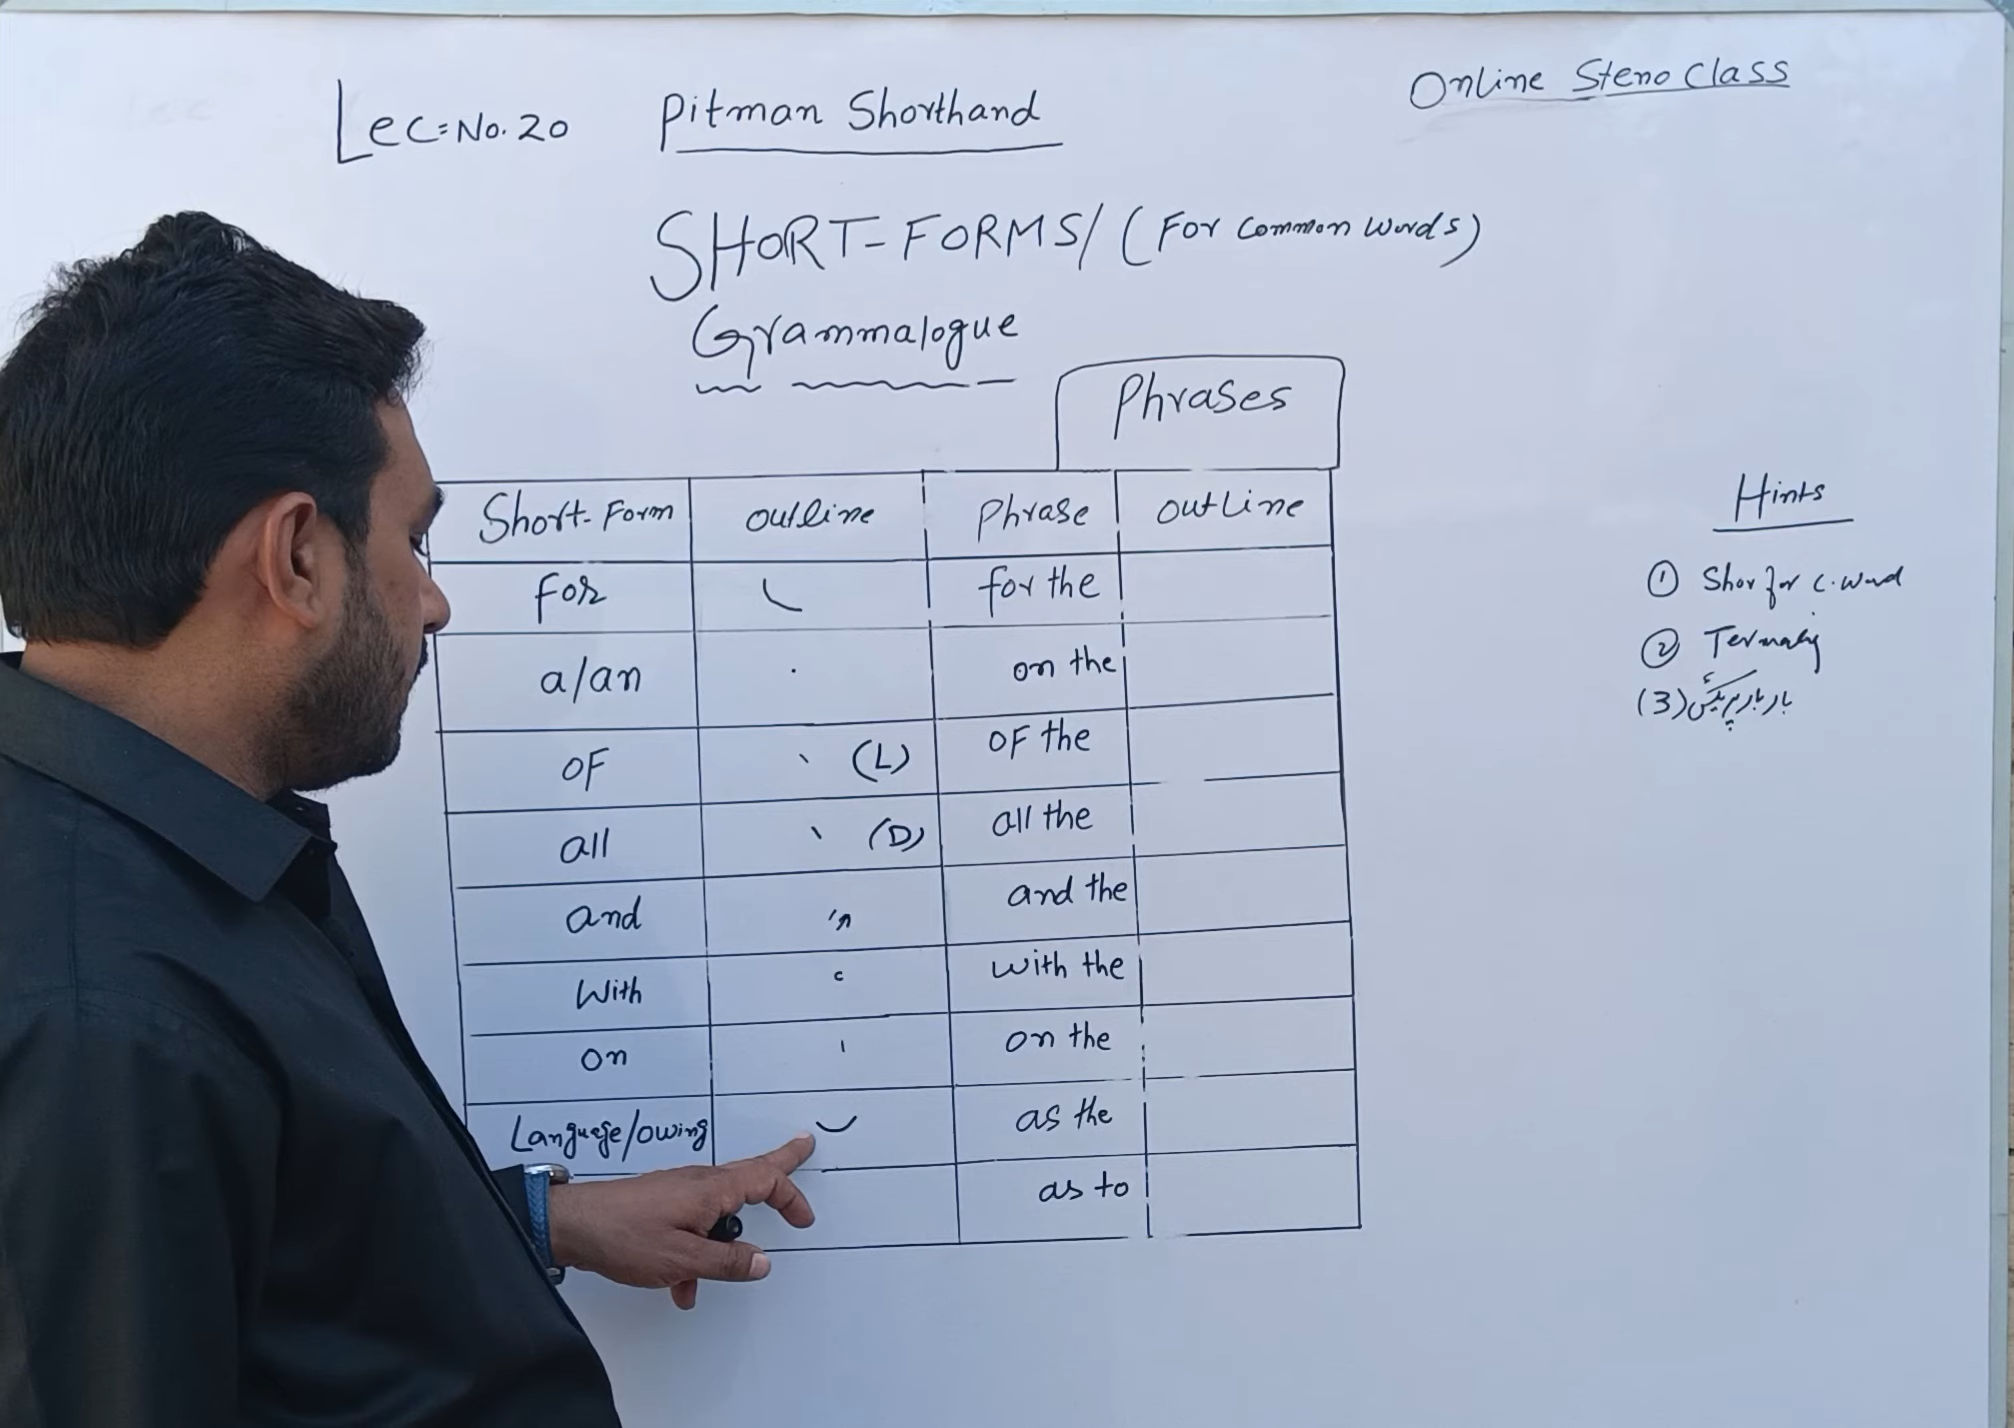 Lec=No.20 Pitman Shorthand
Online Steno Class
SHORT-FORMS/ (For Common Words)
Grammalogue
Phrases
Short-Form outline Phrase outline
For for the
a/an on the
OF (L) OF the
all (D) all the
and and the
With with the
on on the
Language/owing as the
as to
Hints
① Shor for c.word
②
(3) بار بار